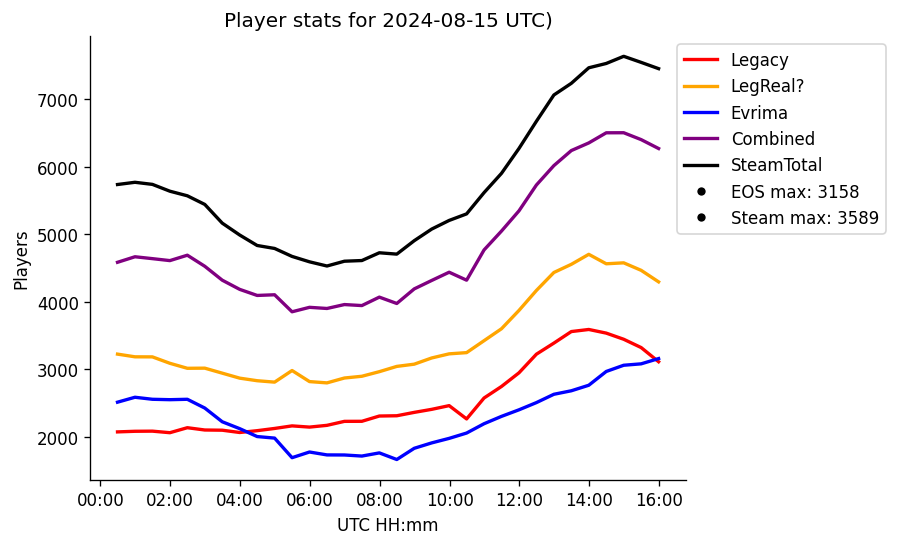 Player stats for 2024-08-15 UTC)
Legacy
LegReal?
Evrima
Combined
SteamTotal
EOS max: 3158
Steam max: 3589
Players
7000
6000
5000
4000
3000
2000
00:00 02:00 04:00 06:00 08:00 10:00 12:00 14:00 16:00
UTC HH:mm